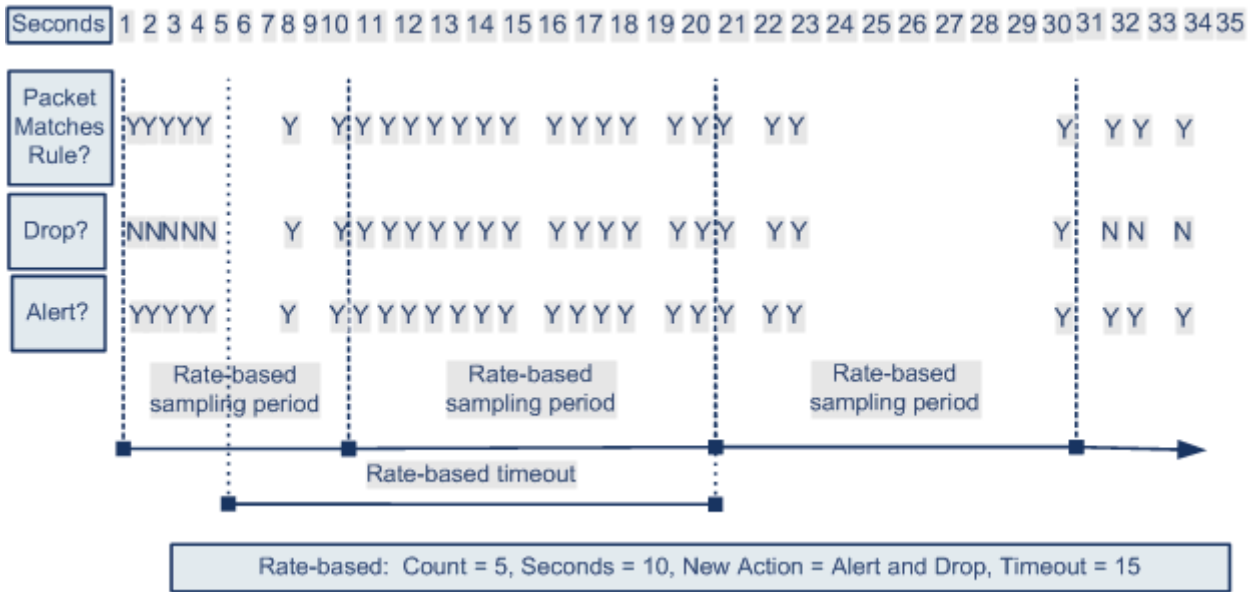 Seconds 1 2 3 4 5 6 7 8 9 10 11 12 13 14 15 16 17 18 19 20 21 22 23 24 25 26 27 28 29 30 31 32 33 34 35
Packet
Matches
Rule?
YYYYY Y Y Y Y Y Y Y Y Y Y Y Y Y Y Y Y Y Y Y Y Y Y
Drop?
NNNNN Y Y Y Y Y Y Y Y Y Y Y Y Y Y Y Y Y Y Y N N N
Alert?
YYYYY Y Y Y Y Y Y Y Y Y Y Y Y Y Y Y Y Y Y Y Y Y Y
Rate-based
sampling period
Rate-based
sampling period
Rate-based
sampling period
Rate-based timeout
Rate-based: Count = 5, Seconds = 10, New Action = Alert and Drop, Timeout = 15